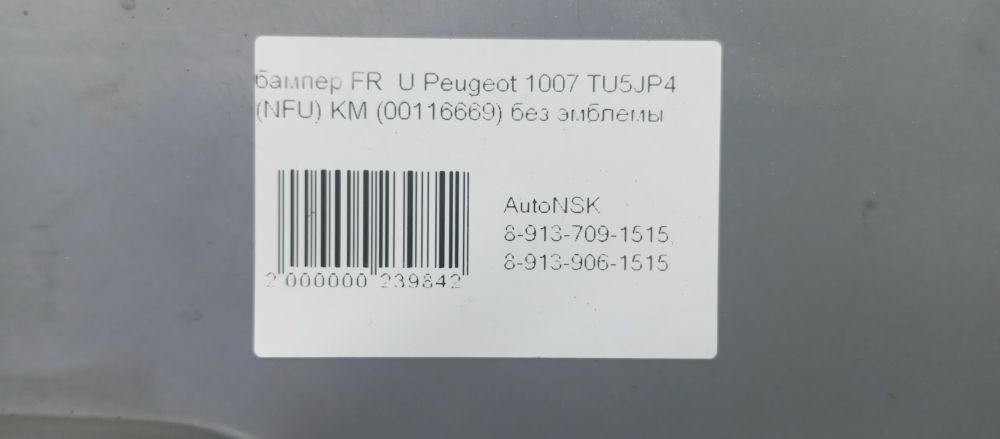 бампер FR U Peugeot 1007 TU5JP4
(NFU) KM (00116669) без эмблемы
AutoNSK
8-913-709-1515,
8-913-906-1515
2 000000 239842